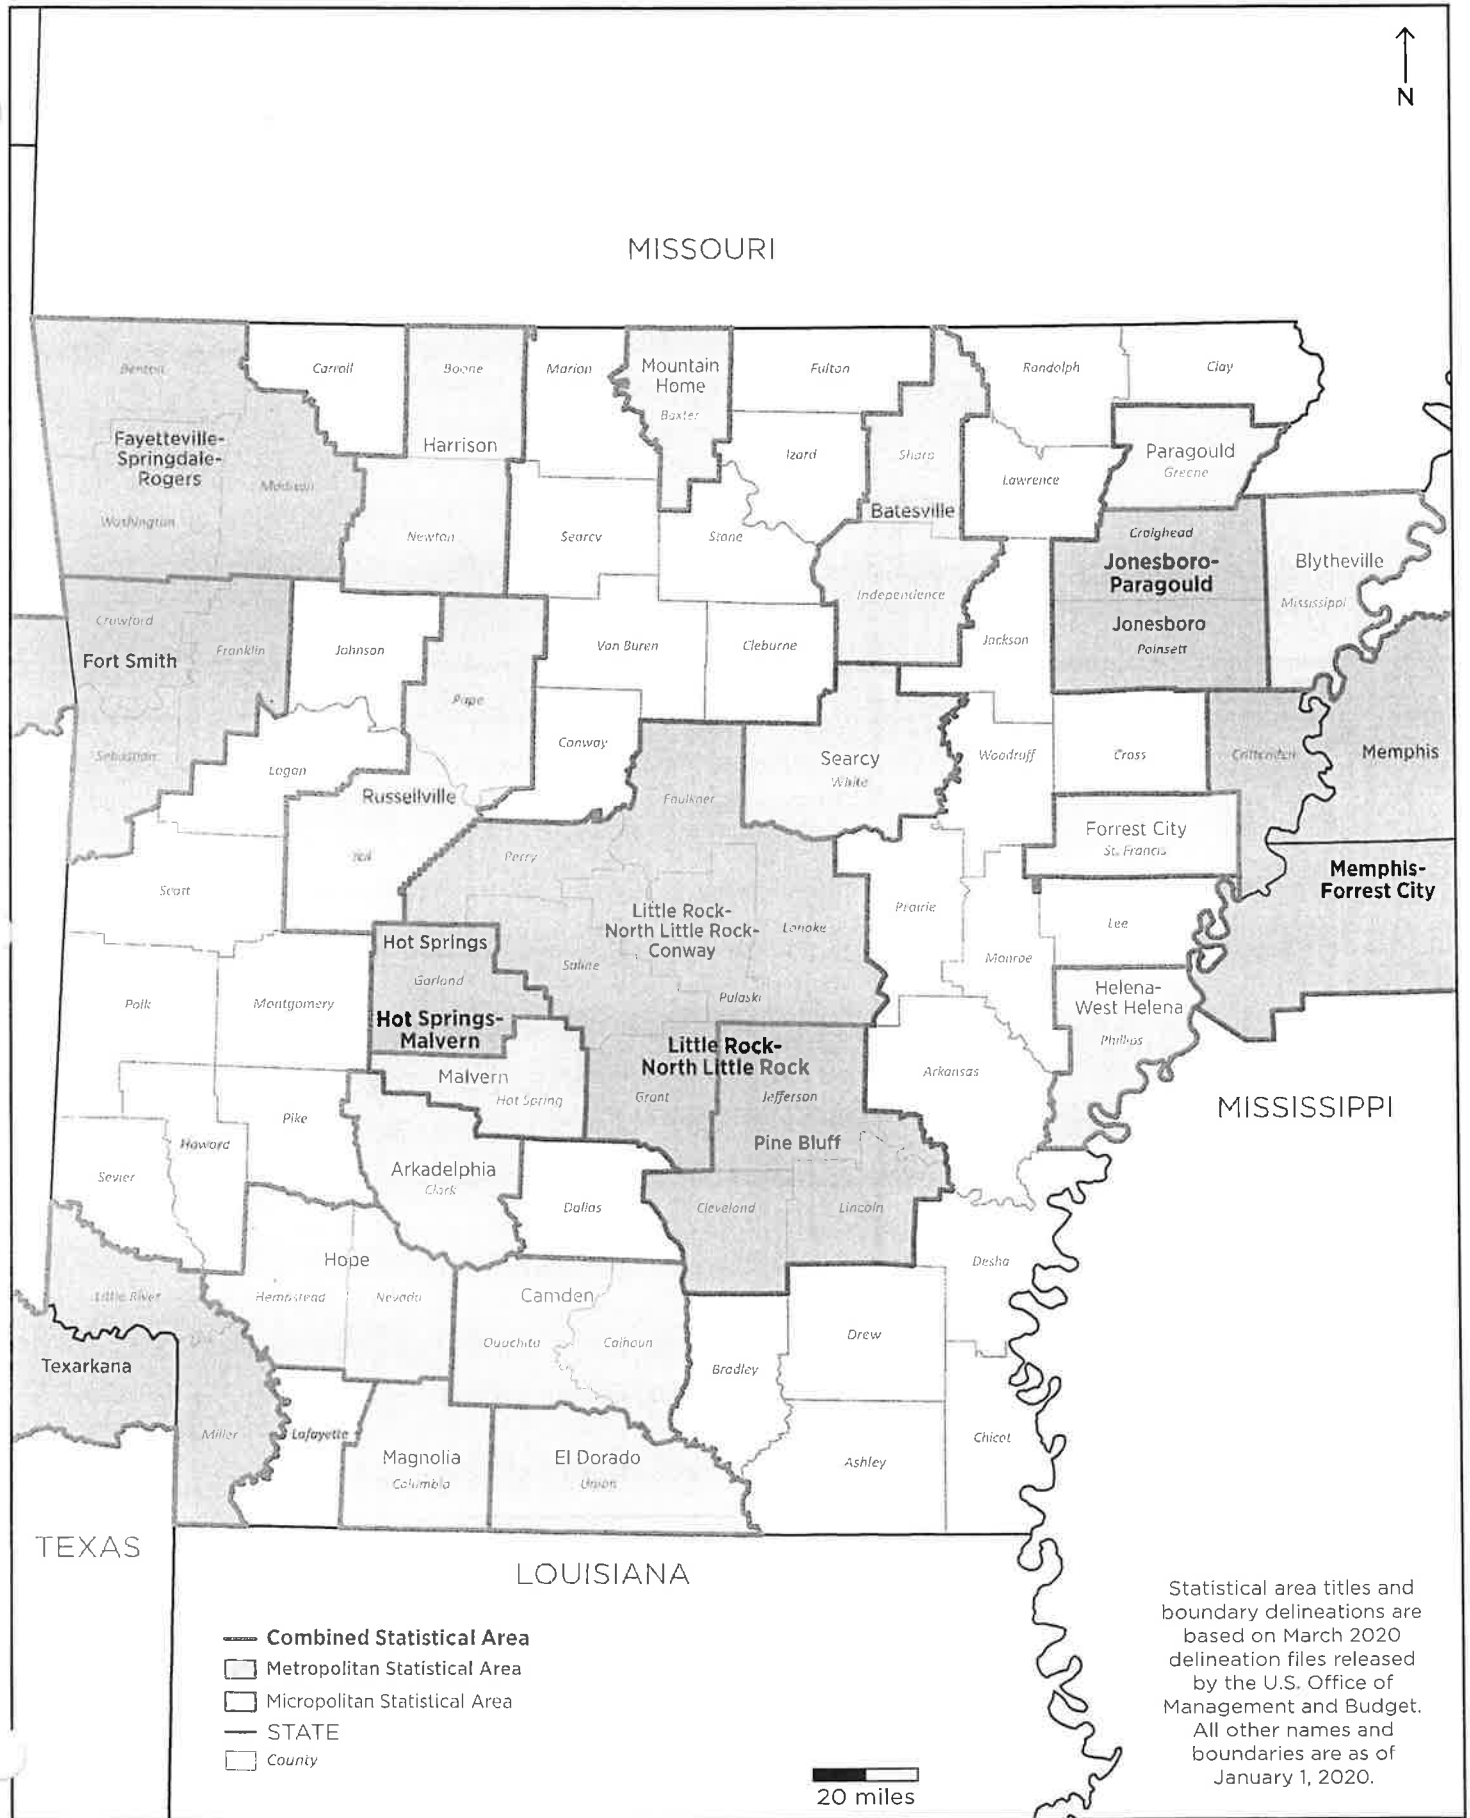 N
MISSOURI
Benton
Carroll
Boone
Marion
Mountain
Home
Baxter
Fulton
Randolph
Clay
Fayetteville-
Springdale-
Rogers
Madison
Washington
Harrison
Newton
Searcy
Izard
Stone
Sharp
Batesville
Independence
Lawrence
Paragould
Greene
Craighead
Jonesboro-
Paragould
Jonesboro
Poinsett
Blytheville
Mississippi
Crawford
Fort Smith
Franklin
Sebastian
Johnson
Pope
Logan
Russellville
Yell
Van Buren
Cleburne
Conway
Jackson
Searcy
White
Woodruff
Cross
Crittenden
Memphis
Forrest City
St. Francis
Memphis-
Forrest City
Scott
Perry
Faulkner
Little Rock-
North Little Rock-
Conway
Lonoke
Saline
Pulaski
Prairie
Monroe
Lee
Helena-
West Helena
Phillips
Hot Springs
Garland
Hot Springs-
Malvern
Malvern
Hot Spring
Polk
Montgomery
Little Rock-
North Little Rock
Grant
Jefferson
Pine Bluff
Cleveland
Lincoln
Arkansas
MISSISSIPPI
Pike
Howard
Sevier
Arkadelphia
Clark
Dallas
Desha
Hope
Hempstead
Nevada
Little River
Texarkana
Miller
Lafayette
Camden
Ouachita
Calhoun
Bradley
Drew
Magnolia
Columbia
El Dorado
Union
Ashley
Chicot
TEXAS
LOUISIANA
Combined Statistical Area
Metropolitan Statistical Area
Micropolitan Statistical Area
STATE
County
20 miles
Statistical area titles and
boundary delineations are
based on March 2020
delineation files released
by the U.S. Office of
Management and Budget.
All other names and
boundaries are as of
January 1, 2020.